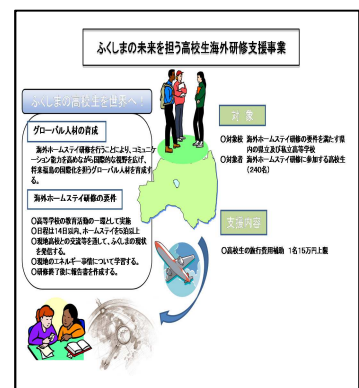 ふくしまの未来を担う高校生海外研修支援事業
ふくしまの高校生を世界へ！
グローバル人材の育成
海外ホームステイ研修を行うことにより、コミュニ
ケーション能力を高めながら国際的な視野を広げ、
将来福島の国際化を担うグローバル人材を育成す
る。
海外ホームステイ研修の要件
○高等学校の教育活動の一環として実施
○日程は14日以内、ホームステイを5泊以上
○現地高校との交流等を通して、ふくしまの現状
を発信する。
○現地のエネルギー事情について学習する。
○研修終了後に報告書を作成する。
対 象
○対象校 海外ホームステイ研修の要件を満たす県
内の県立及び私立高等学校
○対象者 海外ホームステイ研修に参加する高校生
(240名)
支援内容
○高校生の旅行費用補助 1名15万円上限